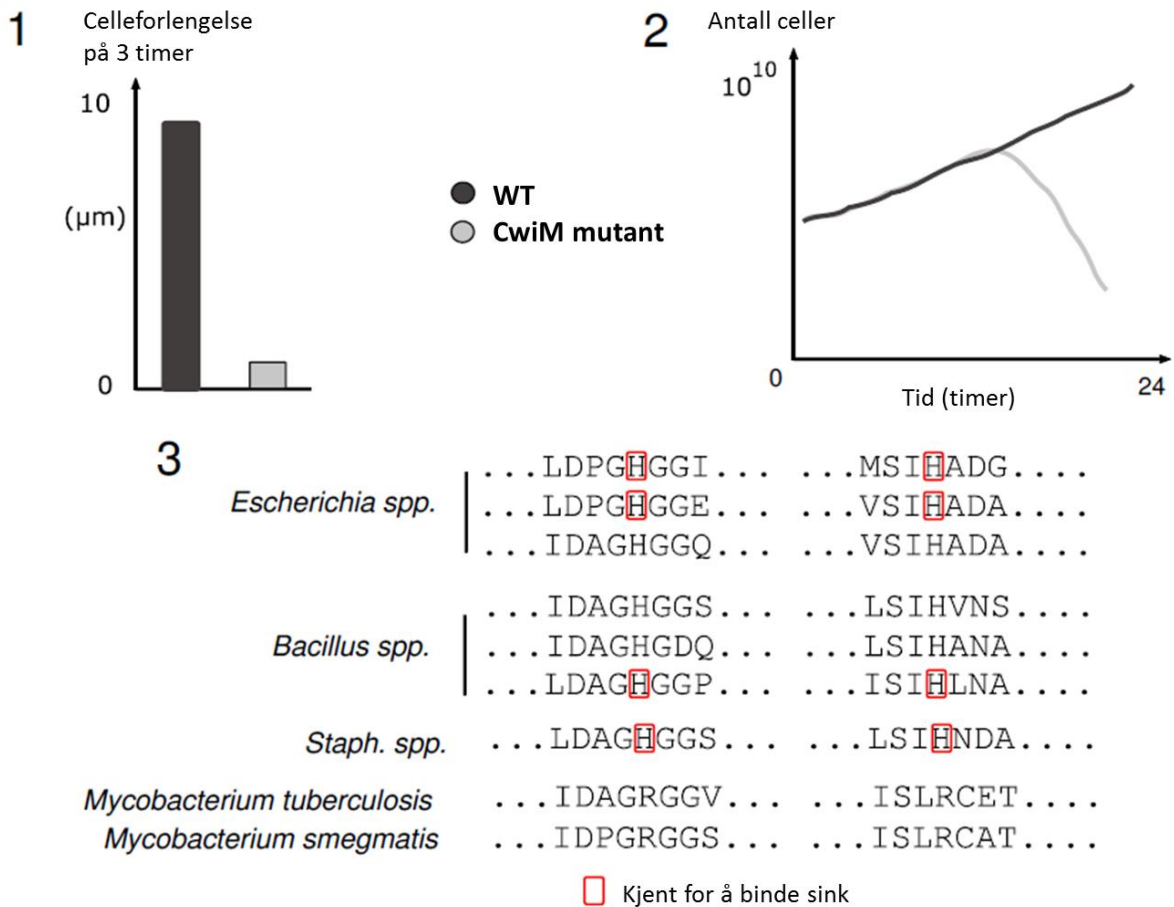 1
Celleforlengelse
på 3 timer
10
(µm)
0
WT
CwiM mutant
2
Antall celler
10^10
0
Tid (timer)
24
3
Escherichia spp.
...LDPGHGGI... ...MSIHADG....
...LDPGHGGE... ...VSIHADA....
...IDAGHGGQ... ...VSIHADA....
Bacillus spp.
...IDAGHGGS... ...LSIHVNS....
...IDAGHGDQ... ...LSIHANA....
...LDAGHGGP... ...ISIHLNA....
Staph. spp.
...LDAGHGGS... ...LSIHNDA....
Mycobacterium tuberculosis ...IDAGRGGV... ...ISLRCET....
Mycobacterium smegmatis ...IDPGRGGS... ...ISLRCAT....
Kjent for å binde sink